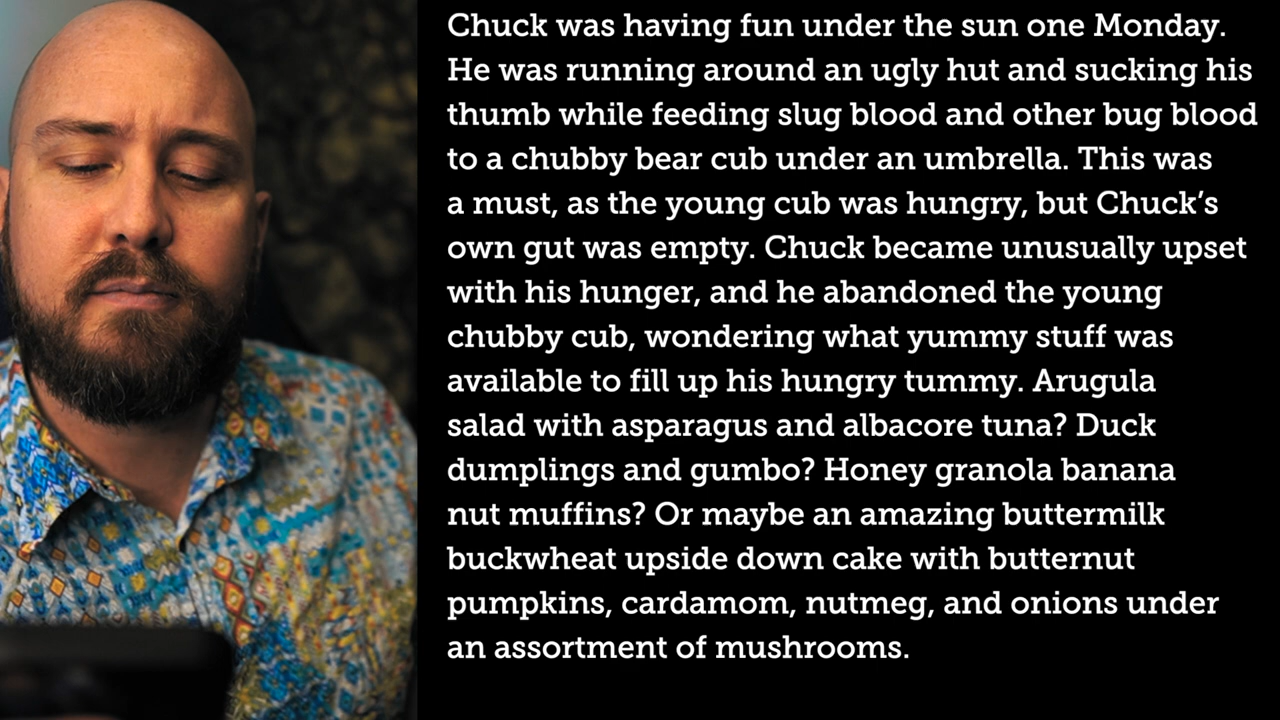 Chuck was having fun under the sun one Monday.
He was running around an ugly hut and sucking his
thumb while feeding slug blood and other bug blood
to a chubby bear cub under an umbrella. This was
a must, as the young cub was hungry, but Chuck’s
own gut was empty. Chuck became unusually upset
with his hunger, and he abandoned the young
chubby cub, wondering what yummy stuff was
available to fill up his hungry tummy. Arugula
salad with asparagus and albacore tuna? Duck
dumplings and gumbo? Honey granola banana
nut muffins? Or maybe an amazing buttermilk
buckwheat upside down cake with butternut
pumpkins, cardamom, nutmeg, and onions under
an assortment of mushrooms.